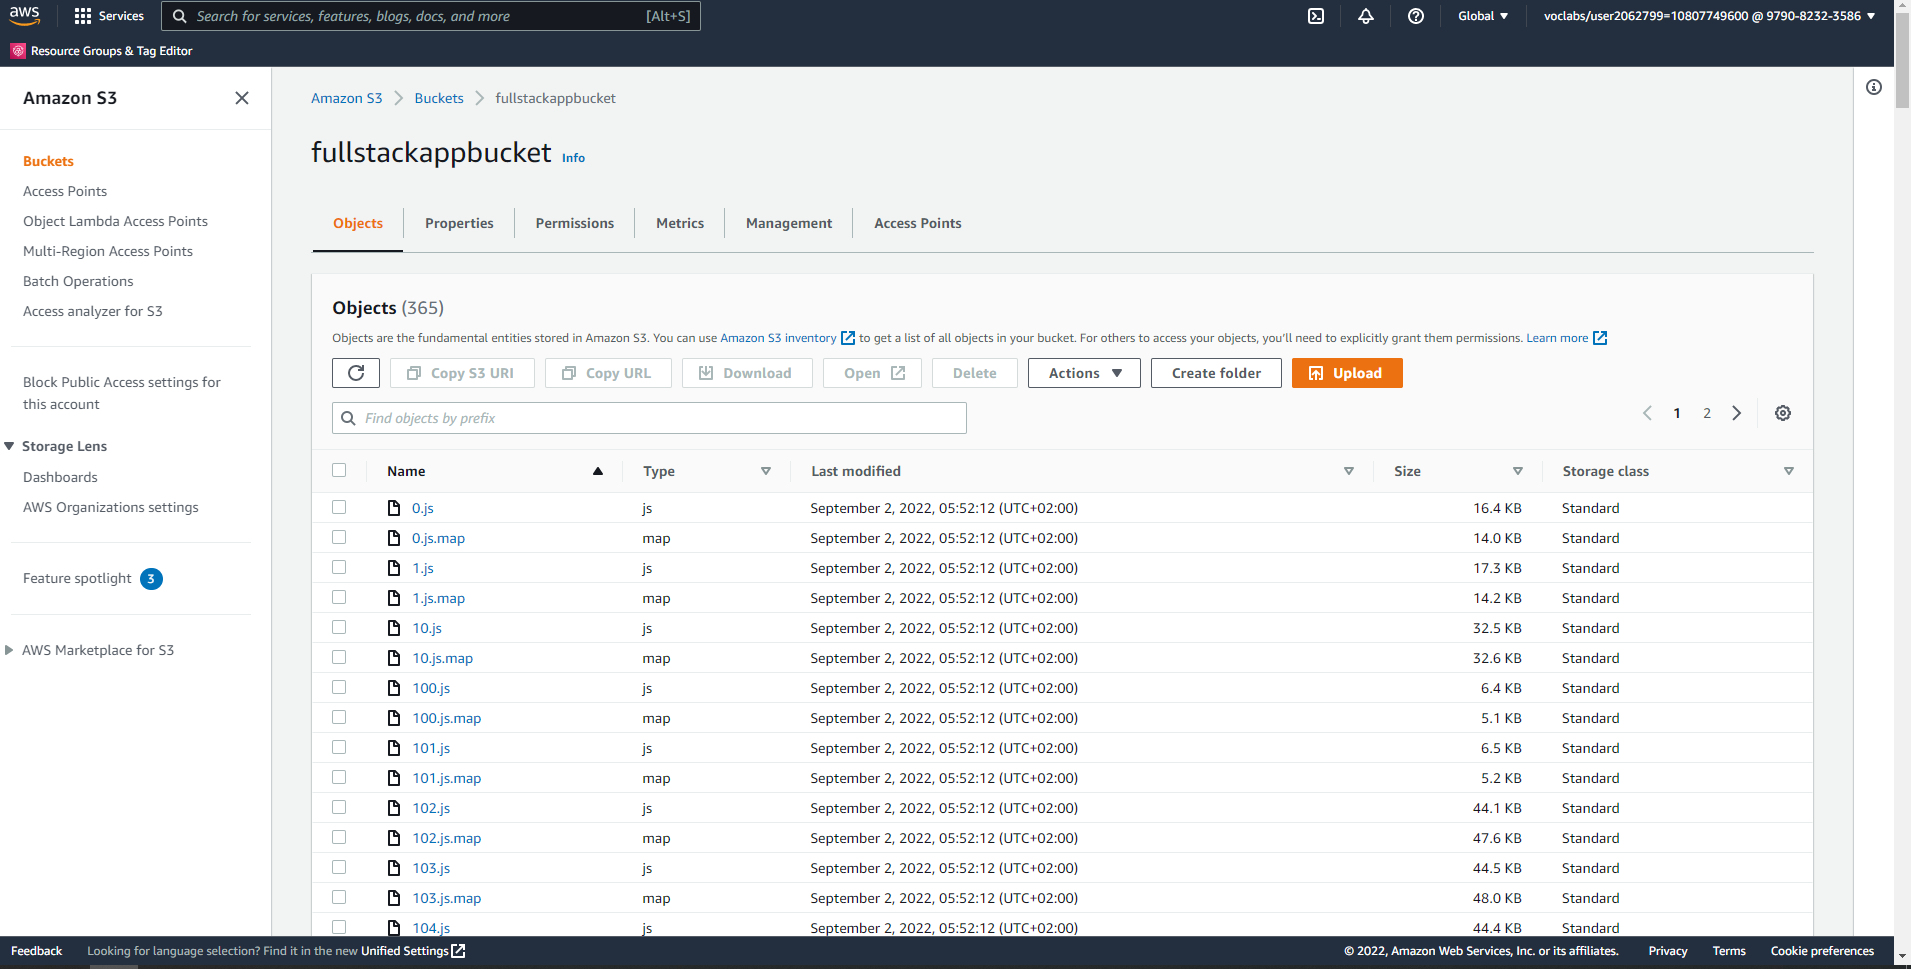 aws Services Search for services, features, blogs, docs, and more [Alt+S] Global voclabs/user2062799=10807749600 @ 9790-8232-3586
Resource Groups & Tag Editor
Amazon S3
Buckets
Access Points
Object Lambda Access Points
Multi-Region Access Points
Batch Operations
Access analyzer for S3
Block Public Access settings for
this account
Storage Lens
Dashboards
AWS Organizations settings
Feature spotlight 3
AWS Marketplace for S3
Amazon S3 Buckets fullstackappbucket
fullstackappbucket Info
Objects Properties Permissions Metrics Management Access Points
Objects (365)
Objects are the fundamental entities stored in Amazon S3. You can use Amazon S3 inventory to get a list of all objects in your bucket. For others to access your objects, you'll need to explicitly grant them permissions. Learn more
Copy S3 URI Copy URL Download Open Delete Actions Create folder Upload
Find objects by prefix 1 2
Name Type Last modified Size Storage class
0.js js September 2, 2022, 05:52:12 (UTC+02:00) 16.4 KB Standard
0.js.map map September 2, 2022, 05:52:12 (UTC+02:00) 14.0 KB Standard
1.js js September 2, 2022, 05:52:12 (UTC+02:00) 17.3 KB Standard
1.js.map map September 2, 2022, 05:52:12 (UTC+02:00) 14.2 KB Standard
10.js js September 2, 2022, 05:52:12 (UTC+02:00) 32.5 KB Standard
10.js.map map September 2, 2022, 05:52:12 (UTC+02:00) 32.6 KB Standard
100.js js September 2, 2022, 05:52:12 (UTC+02:00) 6.4 KB Standard
100.js.map map September 2, 2022, 05:52:12 (UTC+02:00) 5.1 KB Standard
101.js js September 2, 2022, 05:52:12 (UTC+02:00) 6.5 KB Standard
101.js.map map September 2, 2022, 05:52:12 (UTC+02:00) 5.2 KB Standard
102.js js September 2, 2022, 05:52:12 (UTC+02:00) 44.1 KB Standard
102.js.map map September 2, 2022, 05:52:12 (UTC+02:00) 47.6 KB Standard
103.js js September 2, 2022, 05:52:12 (UTC+02:00) 44.5 KB Standard
103.js.map map September 2, 2022, 05:52:12 (UTC+02:00) 48.0 KB Standard
104.js js September 2, 2022, 05:52:12 (UTC+02:00) 44.4 KB Standard
Feedback Looking for language selection? Find it in the new Unified Settings © 2022, Amazon Web Services, Inc. or its affiliates. Privacy Terms Cookie preferences